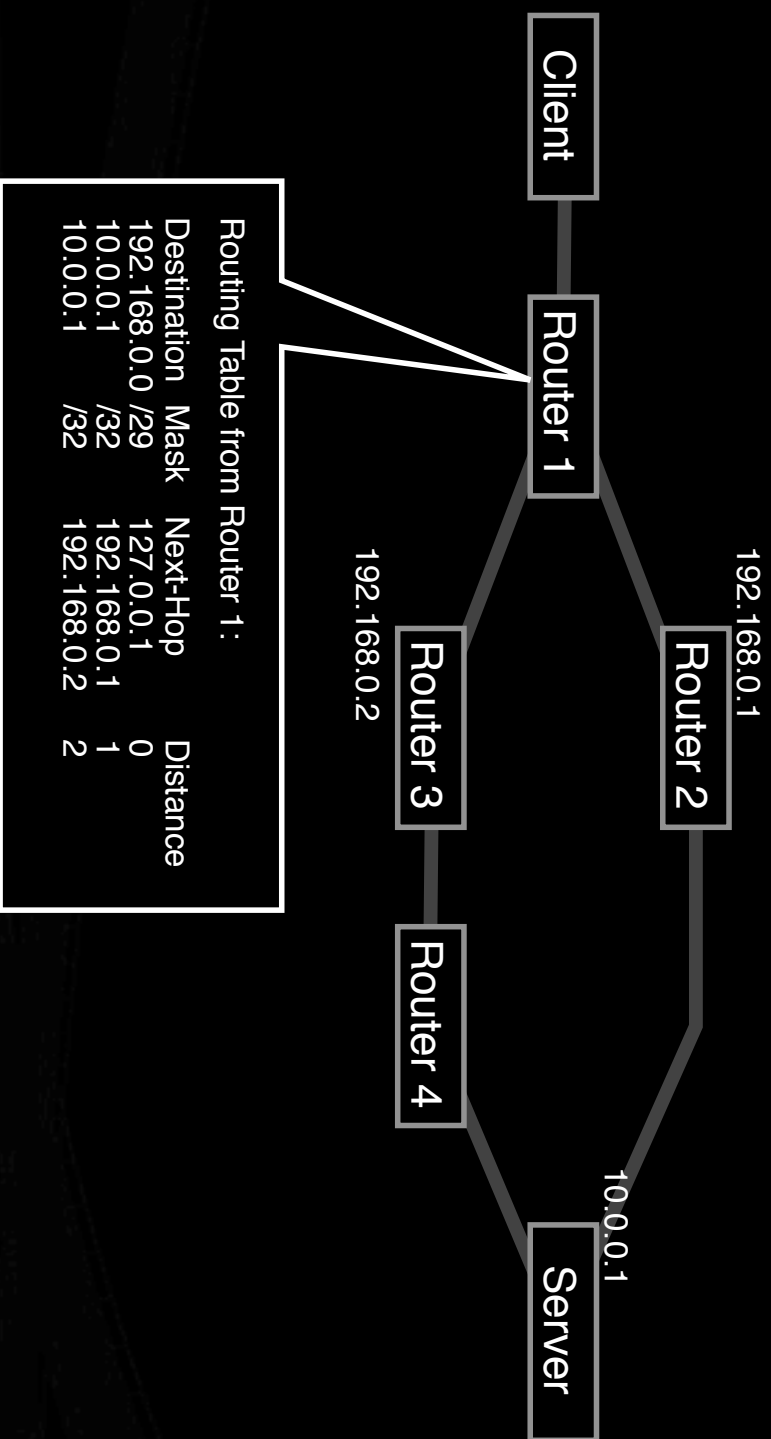 192.168.0.1
Router 2
10.0.0.1
Client
Router 1
Server
Router 3
Router 4
192.168.0.2
Routing Table from Router 1:
Destination Mask Next-Hop Distance
192.168.0.0 /29 127.0.0.1 0
10.0.0.1 /32 192.168.0.1 1
10.0.0.1 /32 192.168.0.2 2